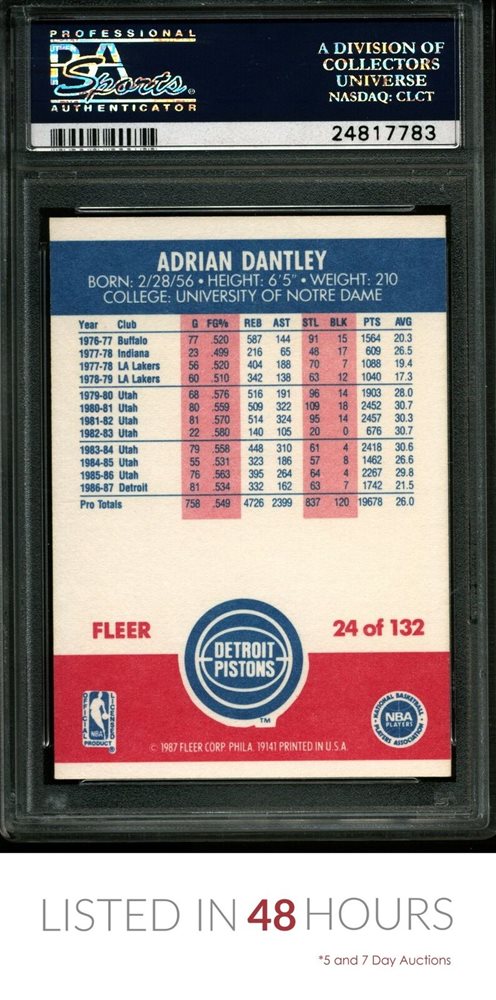 PROFESSIONAL
PSA
Sports
AUTHENTICATOR
A DIVISION OF
COLLECTORS
UNIVERSE
NASDAQ: CLCT
24817783
ADRIAN DANTLEY
BORN: 2/28/56 • HEIGHT: 6'5" • WEIGHT: 210
COLLEGE: UNIVERSITY OF NOTRE DAME
Year Club G FG% REB AST STL BLK PTS AVG
1976-77 Buffalo 77 .520 587 144 91 15 1564 20.3
1977-78 Indiana 23 .499 216 65 48 17 609 26.5
1977-78 LA Lakers 56 .520 404 188 70 7 1088 19.4
1978-79 LA Lakers 60 .510 342 138 63 12 1040 17.3
1979-80 Utah 68 .576 516 191 96 14 1903 28.0
1980-81 Utah 80 .559 509 322 109 18 2452 30.7
1981-82 Utah 81 .570 514 324 95 14 2457 30.3
1982-83 Utah 22 .580 140 105 20 0 676 30.7
1983-84 Utah 79 .558 448 310 61 4 2418 30.6
1984-85 Utah 55 .531 323 186 57 8 1462 26.6
1985-86 Utah 76 .563 395 264 64 4 2267 29.8
1986-87 Detroit 81 .534 332 162 63 7 1742 21.5
Pro Totals 758 .549 4726 2399 837 120 19678 26.0
FLEER
24 of 132
DETROIT
PISTONS
TM
OFFICIAL
LICENSED
NBA
PRODUCT
NATIONAL BASKETBALL
NBA
PLAYERS
PLAYERS ASSOCIATION
© 1987 FLEER CORP. PHILA. 19141 PRINTED IN U.S.A.
LISTED IN 48 HOURS
*5 and 7 Day Auctions